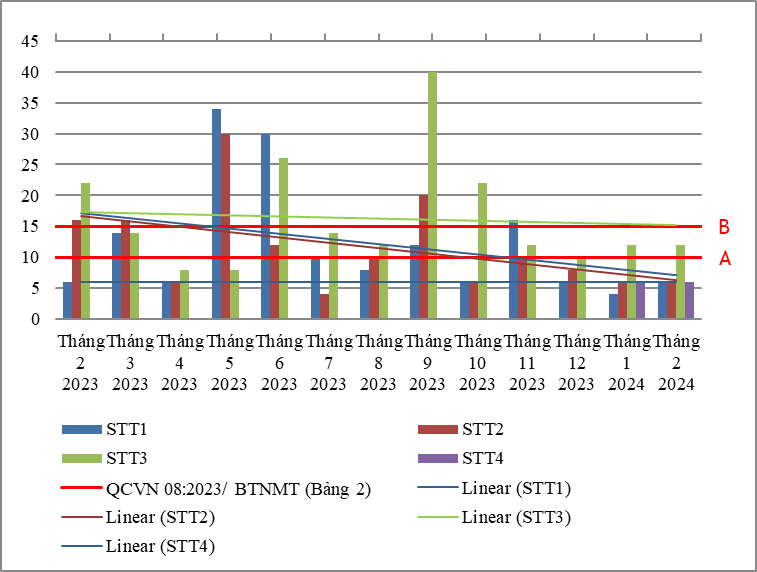 45
40
35
30
25
20
15
10
5
0
B
A
Tháng Tháng Tháng Tháng Tháng Tháng Tháng Tháng Tháng Tháng Tháng Tháng Tháng
2 3 4 5 6 7 8 9 10 11 12 1 2
2023 2023 2023 2023 2023 2023 2023 2023 2023 2023 2023 2024 2024
STT1 STT2
STT3 STT4
QCVN 08:2023/ BTNMT (Bảng 2) Linear (STT1)
Linear (STT2) Linear (STT3)
Linear (STT4)